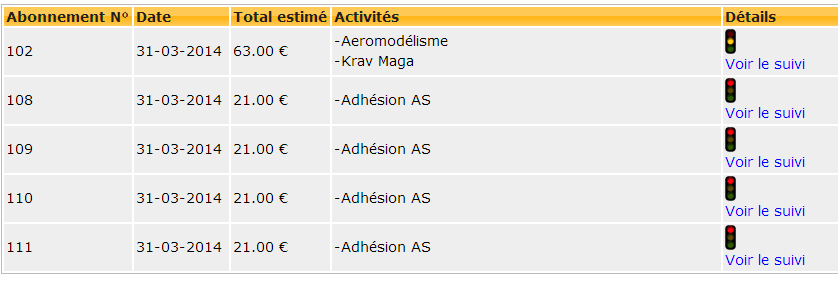 Abonnement N° Date Total estimé Activités Détails
102 31-03-2014 63.00 € -Aeromodélisme
-Krav Maga
Voir le suivi
108 31-03-2014 21.00 € -Adhésion AS
Voir le suivi
109 31-03-2014 21.00 € -Adhésion AS
Voir le suivi
110 31-03-2014 21.00 € -Adhésion AS
Voir le suivi
111 31-03-2014 21.00 € -Adhésion AS
Voir le suivi